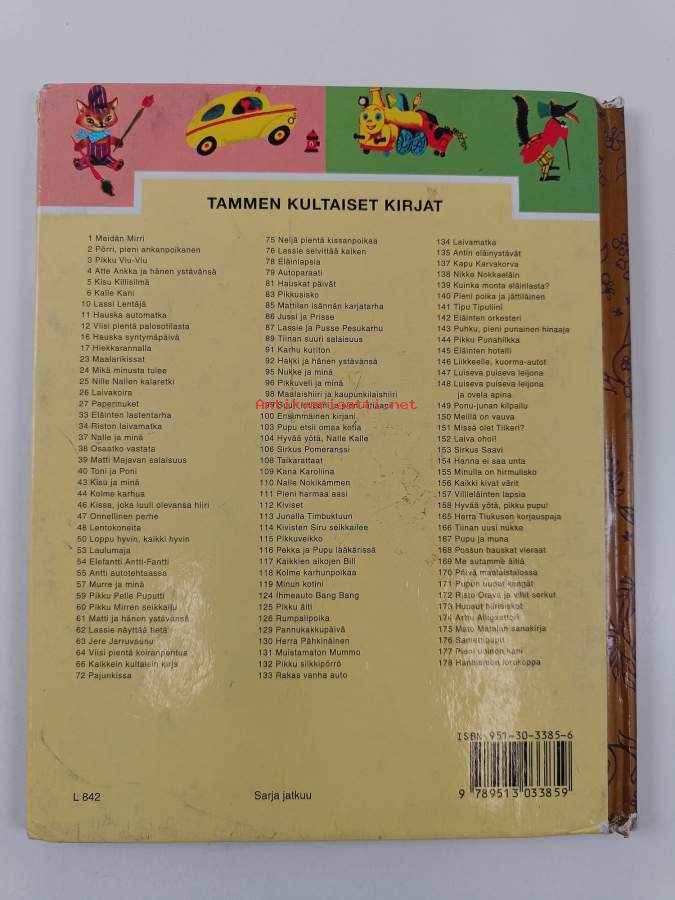 TAMMEN KULTAISET KIRJAT
1 Meidän Mirri
2 Pörri, pieni ankanpoikanen
3 Pikku Viu-Viu
4 Atte Ankka ja hänen ystävänsä
5 Kisu Killisilmä
6 Kalle Kani
10 Lassi Lentäjä
11 Hauska automatka
12 Viisi pientä palosotilasta
16 Hauska syntymäpäivä
17 Hiekkarannalla
23 Maalarikissat
24 Mikä minusta tulee
25 Nille Nallen kalaretki
26 Laivakoira
27 Paperinuket
33 Eläinten lastentarha
34 Riston laivamatka
37 Nalle ja minä
38 Osaatko vastata
39 Matti Majavan salaisuus
40 Toni ja Poni
43 Kisu ja minä
44 Kolme karhua
46 Kissa, joka luuli olevansa hiiri
47 Onnellinen perhe
48 Lentokoneita
50 Loppu hyvin, kaikki hyvin
53 Laulumaja
54 Elefantti Antti-Fantti
55 Antti autotehtaassa
57 Murre ja minä
59 Pikku Pelle Puputti
60 Pikku Mirren seikkailu
61 Matti ja hänen ystävänsä
62 Lassie näyttää tietä
63 Jere Jarruvaunu
64 Viisi pientä koiranpentua
66 Kaikkein kultaisin kirja
72 Pajunkissa
75 Neljä pientä kissanpoikaa
76 Lassie selvittää kaiken
78 Eläinlapsia
79 Autoparaati
81 Hauskat päivät
83 Pikkusisko
85 Mattilan isännän karjatarha
86 Jussi ja Prisse
87 Lassie ja Pusse Pesukarhu
89 Tiinan suuri salaisuus
91 Karhu kuriton
92 Hakki ja hänen ystävänsä
95 Nukke ja minä
96 Pikkuveli ja minä
98 Maalaishiiri ja kaupunkilaishiiri
100 Ensimmäinen kirjani
103 Pupu etsii omaa kotia
104 Hyvää yötä, Nalle Kalle
106 Sirkus Pomeranssi
108 Taikarattaat
109 Kana Karoliina
110 Nalle Nokikämmen
111 Pieni harmaa aasi
112 Kiviset
113 Junalla Timbuktuun
114 Kivisten Siru seikkailee
115 Pikkuveikko
116 Pekka ja Pupu lääkärissä
117 Kaikkien aikojen Bill
118 Kolme karhunpoikaa
119 Minun kotini
124 Ihmeauto Bang Bang
125 Pikku älti
126 Rumpalipoika
129 Pannukakkupäivä
130 Herra Pähkinäinen
131 Muistamaton Mummo
132 Pikku silkkipörrö
133 Rakas vanha auto
134 Laivamatka
135 Antin eläinystävät
137 Kapu Karvakorva
138 Nikke Nokkaeläin
139 Kuinka monta eläinlasta?
140 Pieni poika ja jättiläinen
141 Tipu Tipuliini
142 Eläinten orkesteri
143 Puhku, pieni punainen hinaaja
144 Pikku Punahilkka
145 Eläinten hotelli
146 Liikkeelle, kuorma-autot
147 Luiseva puiseva leijona
148 Luiseva puiseva leijona
ja ovela apina
149 Ponu-junan kilpailu
150 Meillä on vauva
151 Missä olet Tiikeri?
152 Laiva ohoi!
153 Sirkus Saavi
154 Hanna ei saa unta
155 Minulla on hirmulisko
156 Kaikki kivat värit
157 Villieläinten lapsia
158 Hyvää yötä, pikku pupu!
165 Herra Tiukusen korjauspaja
166 Tiinan uusi nukke
167 Pupu ja muna
168 Possun hauskat vieraat
169 Me autamme äitiä
170 Päivä maalaistalossa
171 Pupun uudet kengät
172 Risto Orava ja villit serkut
173 Hupaut hiirisiskot
174 Arttu Alligaattori
175 Mato Matalan sanakirja
176 Sametipupu
177 Pieni ujoinon kani
178 Hanhiemon lorukoppa
Antikvariaatti.net
ISBN 951-30-3385-6
9 789513 033859
L 842
Sarja jatkuu